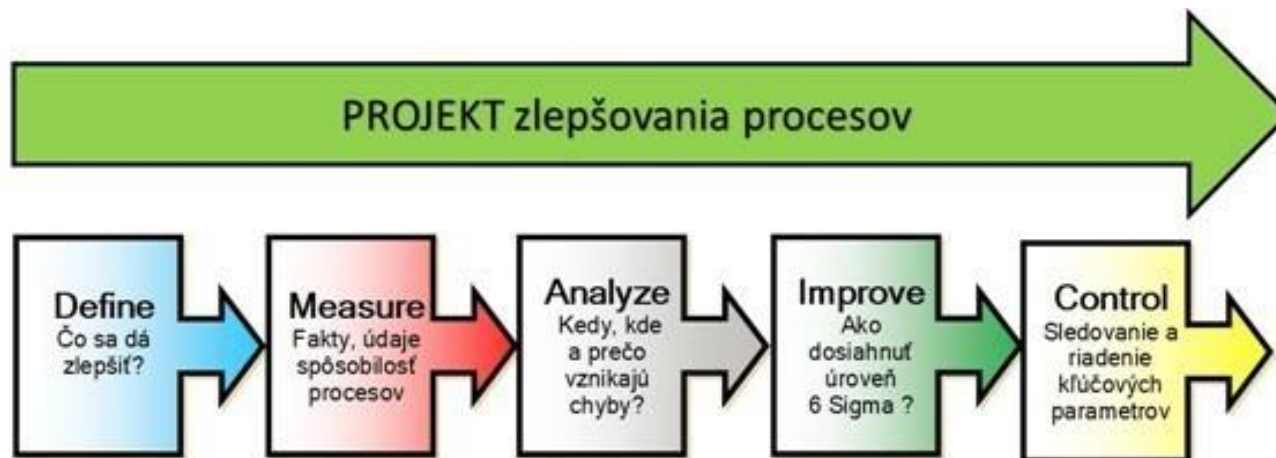 PROJEKT zlepšovania procesov
Define
Čo sa dá
zlepšiť?
Measure
Fakty, údaje
spôsobilosť
procesov
Analyze
Kedy, kde
a prečo
vznikajú
chyby?
Improve
Ako
dosiahnuť
úroveň
6 Sigma ?
Control
Sledovanie a
riadenie
kľúčových
parametrov